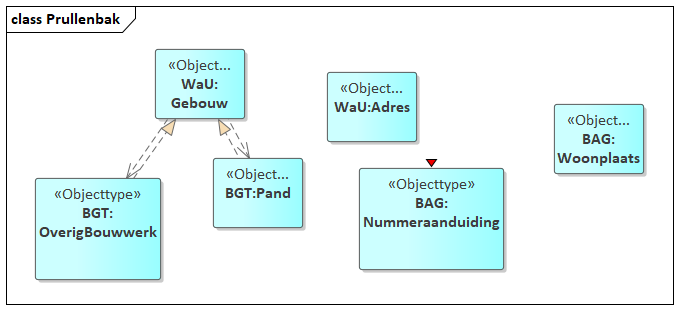 class Prullenbak
«Object...
WaU:
Gebouw
«Object...
WaU:Adres
«Object...
BAG:
Woonplaats
«Objecttype»
BGT:
OverigBouwwerk
«Object...
BGT:Pand
«Objecttype»
BAG:
Nummeraanduiding